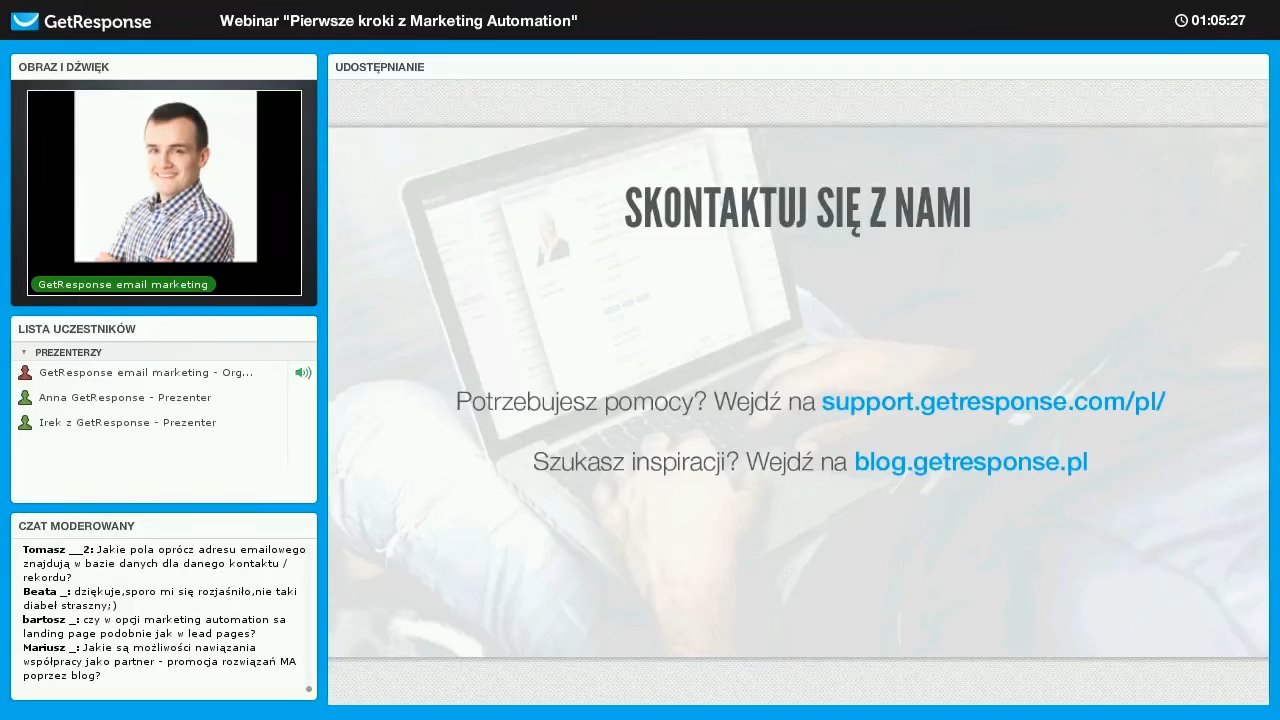 GetResponse
Webinar "Pierwsze kroki z Marketing Automation"
01:05:27
OBRAZ I DŹWIĘK
GetResponse email marketing
LISTA UCZESTNIKÓW
PREZENTERZY
GetResponse email marketing - Org...
Anna GetResponse - Prezenter
Irek z GetResponse - Prezenter
CZAT MODEROWANY
Tomasz __2: Jakie pola oprócz adresu emailowego
znajdują w bazie danych dla danego kontaktu /
rekordu?
Beata _: dziękuje,sporo mi się rozjaśniło,nie taki
diabeł straszny;)
bartosz _: czy w opcji marketing automation sa
landing page podobnie jak w lead pages?
Mariusz _: Jakie są możliwości nawiązania
współpracy jako partner - promocja rozwiązań MA
poprzez blog?
UDOSTĘPNIANIE
SKONTAKTUJ SIĘ Z NAMI
Potrzebujesz pomocy? Wejdź na support.getresponse.com/pl/
Szukasz inspiracji? Wejdź na blog.getresponse.pl